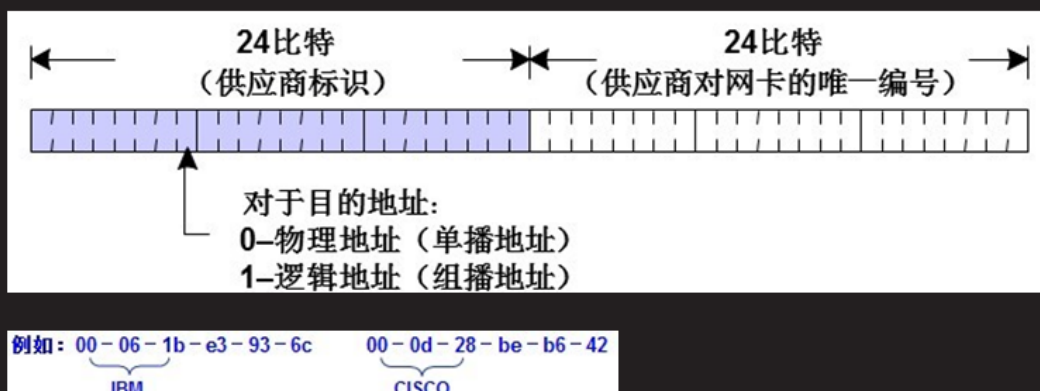 24比特
24比特
（供应商标识）
（供应商对网卡的唯一编号）
对于目的地址：
0–物理地址（单播地址）
1–逻辑地址（组播地址）
例如：00－06－1b－e3－93－6c 00－0d－28－be－b6－42
IBM CISCO